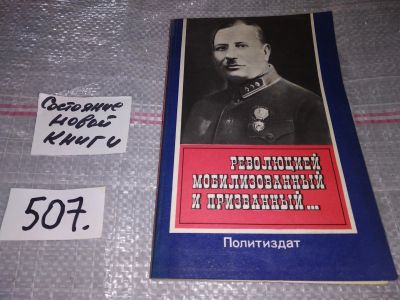 Состояние
новой
книги
507.
РЕВОЛЮЦИЕЙ
МОБИЛИЗОВАННЫЙ
И ПРИЗВАННЫЙ...
Политиздат